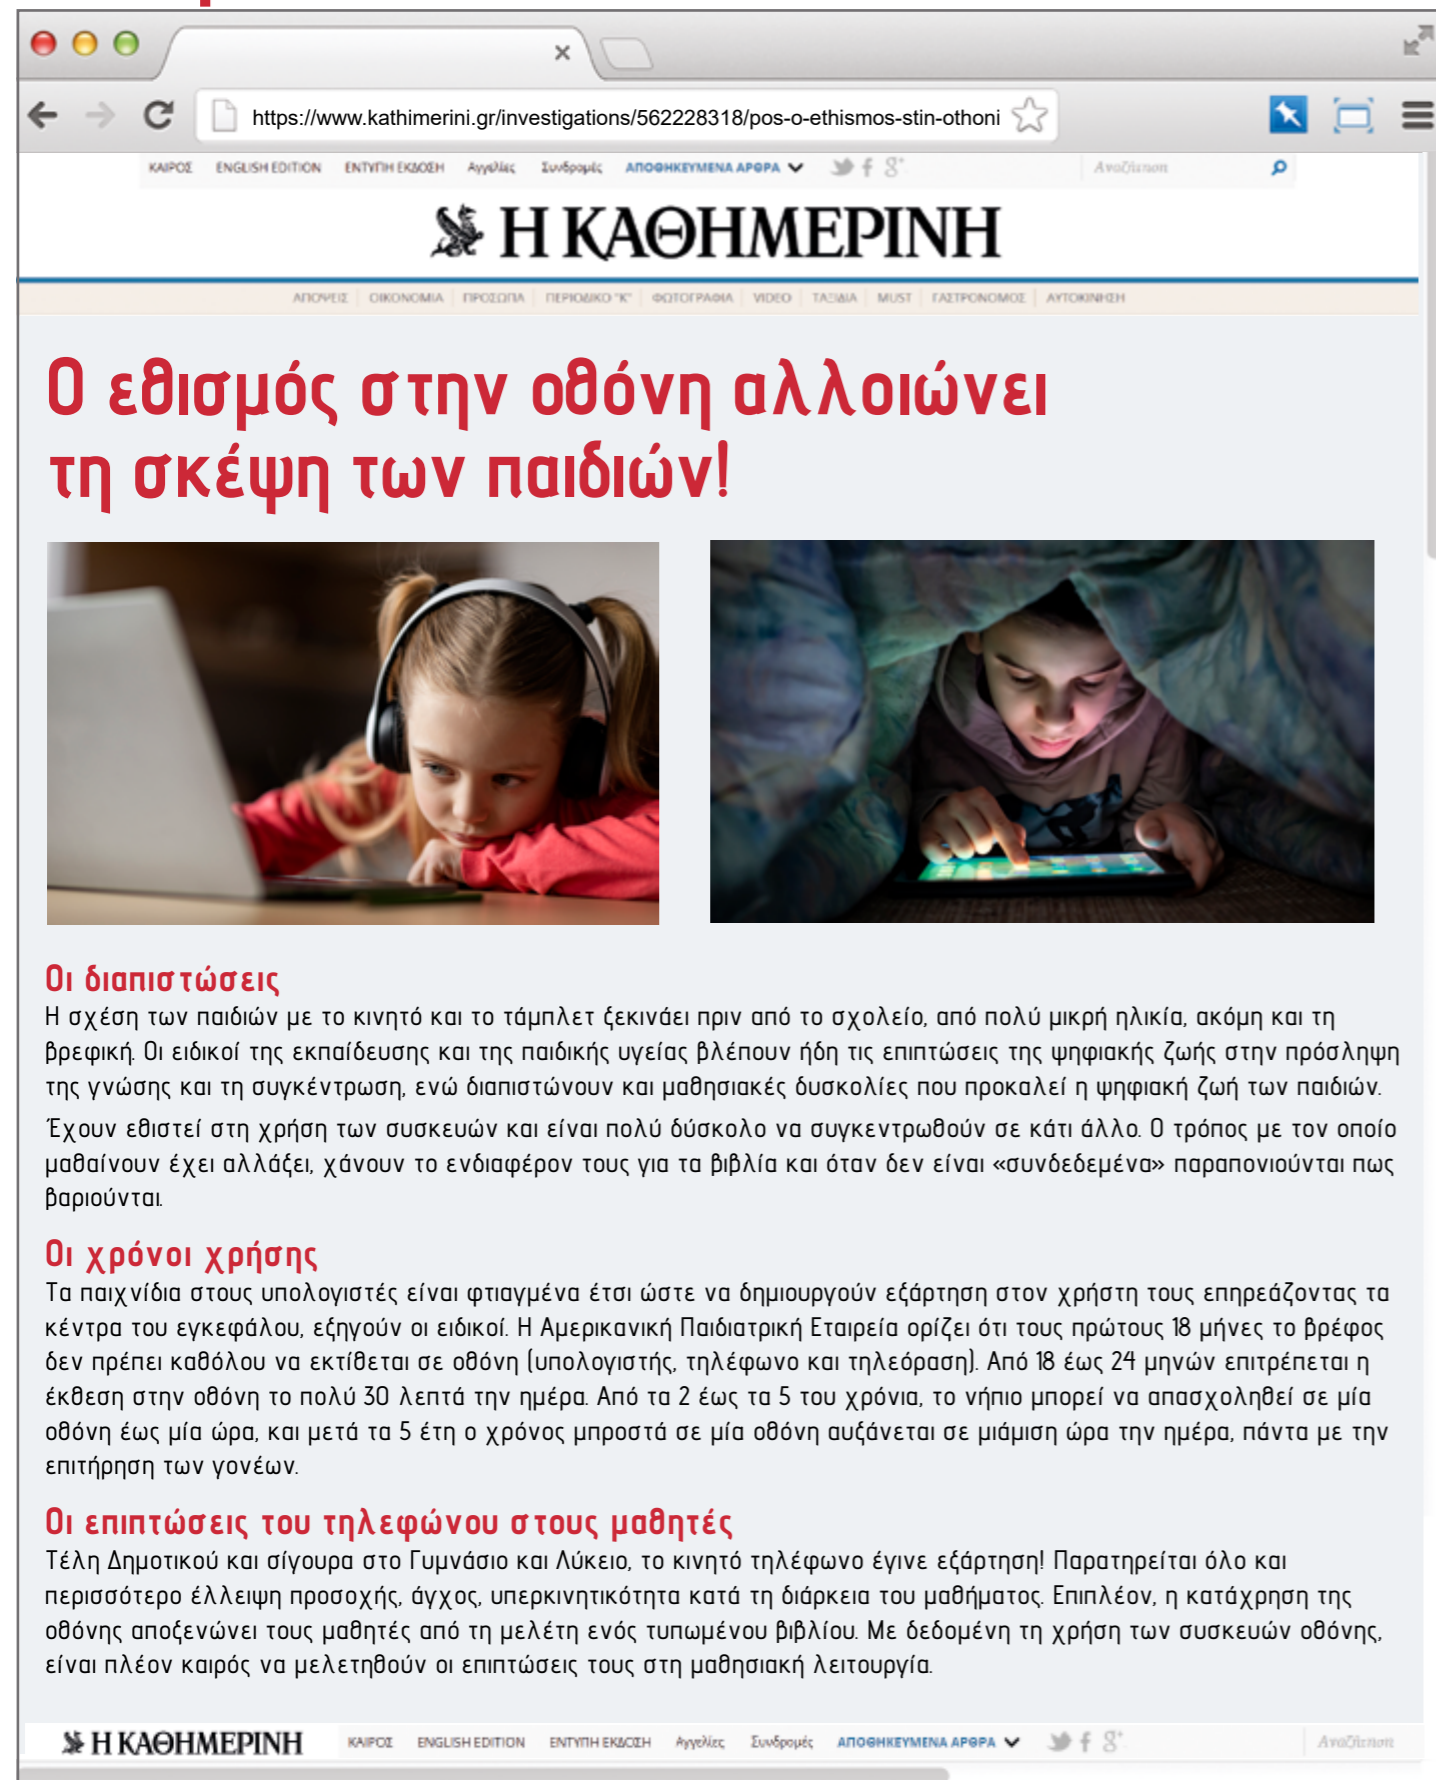 https://www.kathimerini.gr/investigations/562228318/pos-o-ethismos-stin-othoni
ΚΑΙΡΟΣ ENGLISH EDITION ΕΝΤΥΠΗ ΕΚΔΟΣΗ Αγγελίες Συνδρομές ΑΠΟΘΗΚΕΥΜΕΝΑ ΑΡΘΡΑ Αναζήτηση
Η ΚΑΘΗΜΕΡΙΝΗ
ΑΠΟΨΕΙΣ ΟΙΚΟΝΟΜΙΑ ΠΡΟΣΩΠΑ ΠΕΡΙΟΔΙΚΟ "Κ" ΦΩΤΟΓΡΑΦΙΑ VIDEO ΤΑΞΙΔΙΑ MUST ΓΑΣΤΡΟΝΟΜΟΣ ΑΥΤΟΚΙΝΗΣΗ
Ο εθισμός στην οθόνη αλλοιώνει
τη σκέψη των παιδιών!
Οι διαπιστώσεις
Η σχέση των παιδιών με το κινητό και το τάμπλετ ξεκινάει πριν από το σχολείο, από πολύ μικρή ηλικία, ακόμη και τη
βρεφική. Οι ειδικοί της εκπαίδευσης και της παιδικής υγείας βλέπουν ήδη τις επιπτώσεις της ψηφιακής ζωής στην πρόσληψη
της γνώσης και τη συγκέντρωση, ενώ διαπιστώνουν και μαθησιακές δυσκολίες που προκαλεί η ψηφιακή ζωή των παιδιών.
Έχουν εθιστεί στη χρήση των συσκευών και είναι πολύ δύσκολο να συγκεντρωθούν σε κάτι άλλο. Ο τρόπος με τον οποίο
μαθαίνουν έχει αλλάξει, χάνουν το ενδιαφέρον τους για τα βιβλία και όταν δεν είναι «συνδεδεμένα» παραπονιούνται πως
βαριούνται.
Οι χρόνοι χρήσης
Τα παιχνίδια στους υπολογιστές είναι φτιαγμένα έτσι ώστε να δημιουργούν εξάρτηση στον χρήστη τους επηρεάζοντας τα
κέντρα του εγκεφάλου, εξηγούν οι ειδικοί. Η Αμερικανική Παιδιατρική Εταιρεία ορίζει ότι τους πρώτους 18 μήνες το βρέφος
δεν πρέπει καθόλου να εκτίθεται σε οθόνη (υπολογιστής, τηλέφωνο και τηλεόραση). Από 18 έως 24 μηνών επιτρέπεται η
έκθεση στην οθόνη το πολύ 30 λεπτά την ημέρα. Από τα 2 έως τα 5 του χρόνια, το νήπιο μπορεί να απασχοληθεί σε μία
οθόνη έως μία ώρα, και μετά τα 5 έτη ο χρόνος μπροστά σε μία οθόνη αυξάνεται σε μιάμιση ώρα την ημέρα, πάντα με την
επιτήρηση των γονέων.
Οι επιπτώσεις του τηλεφώνου στους μαθητές
Τέλη Δημοτικού και σίγουρα στο Γυμνάσιο και Λύκειο, το κινητό τηλέφωνο έγινε εξάρτηση! Παρατηρείται όλο και
περισσότερο έλλειψη προσοχής, άγχος, υπερκινητικότητα κατά τη διάρκεια του μαθήματος. Επιπλέον, η κατάχρηση της
οθόνης αποξενώνει τους μαθητές από τη μελέτη ενός τυπωμένου βιβλίου. Με δεδομένη τη χρήση των συσκευών οθόνης,
είναι πλέον καιρός να μελετηθούν οι επιπτώσεις τους στη μαθησιακή λειτουργία.
Η ΚΑΘΗΜΕΡΙΝΗ ΚΑΙΡΟΣ ENGLISH EDITION ΕΝΤΥΠΗ ΕΚΔΟΣΗ Αγγελίες Συνδρομές ΑΠΟΘΗΚΕΥΜΕΝΑ ΑΡΘΡΑ Αναζήτηση